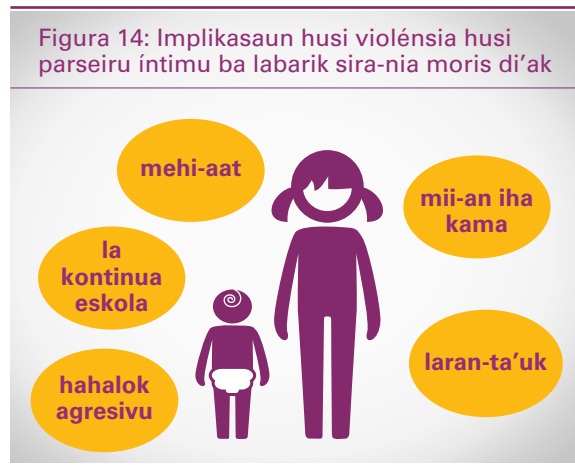 Figura 14: Implikasaun husi violénsia husi
parseiru íntimu ba labarik sira-nia moris di’ak
mehi-aat
mii-an iha
kama
la
kontinua
eskola
laran-ta’uk
hahalok
agresivu